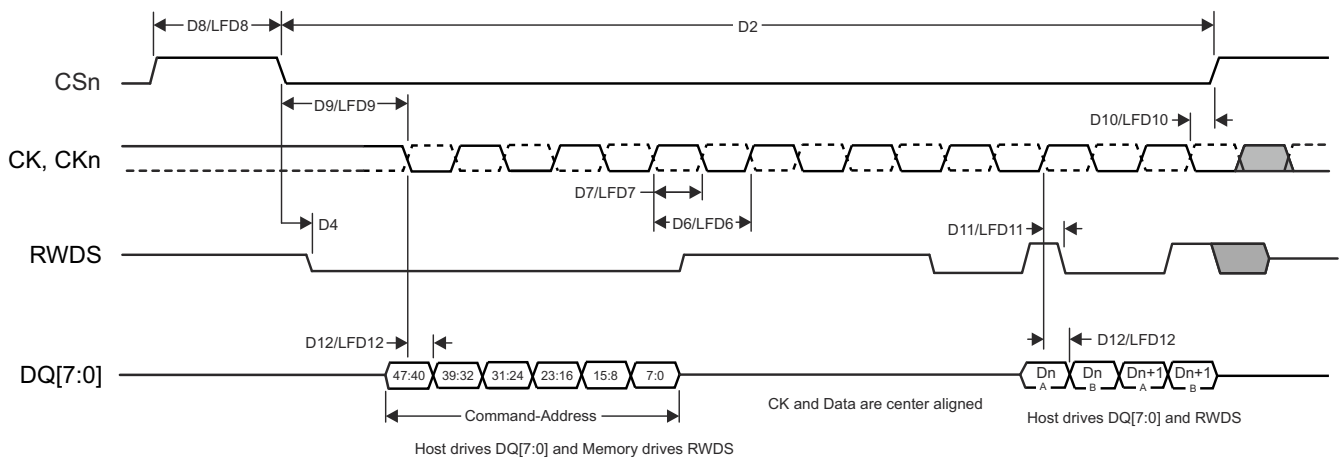 D8/LFD8
D2
CSn
D9/LFD9
D10/LFD10
CK, CKn
D7/LFD7
D6/LFD6
D4
D11/LFD11
RWDS
D12/LFD12
D12/LFD12
DQ[7:0]
47:40 39:32 31:24 23:16 15:8 7:0
Dn A Dn B Dn+1 A Dn+1 B
Command-Address
CK and Data are center aligned
Host drives DQ[7:0] and RWDS
Host drives DQ[7:0] and Memory drives RWDS